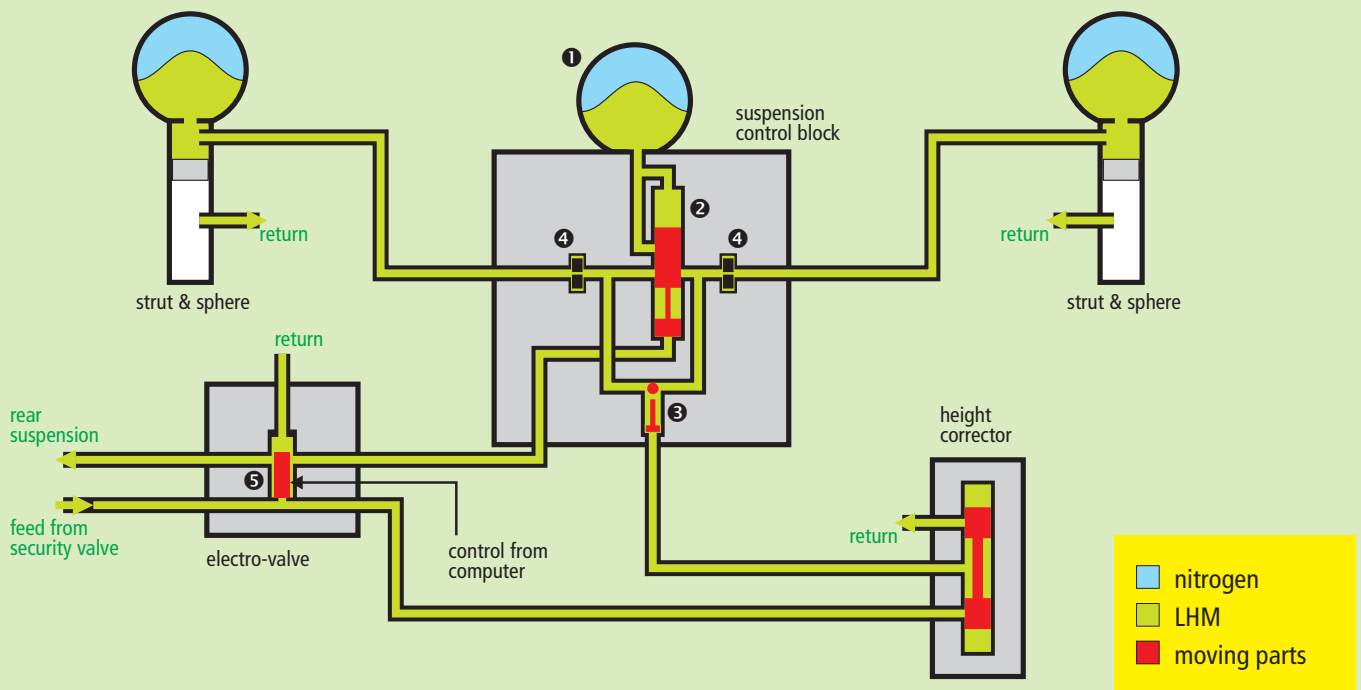 ❶
suspension
control block
❷
return
❹
❹
return
strut & sphere
strut & sphere
return
rear
suspension
❸
height
corrector
❺
feed from
security valve
electro-valve
control from
computer
return
nitrogen
LHM
moving parts